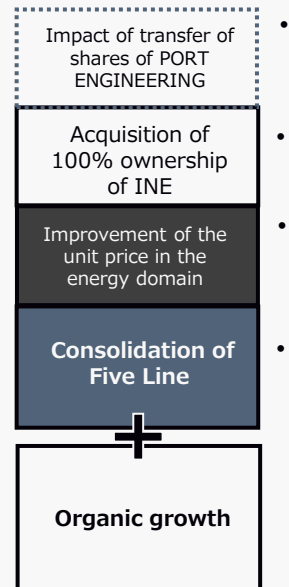 Impact of transfer of
shares of PORT
ENGINEERING
•
Acquisition of
100% ownership
of INE
•
Improvement of the
unit price in the
energy domain
•
Consolidation of
Five Line
•
+
Organic growth